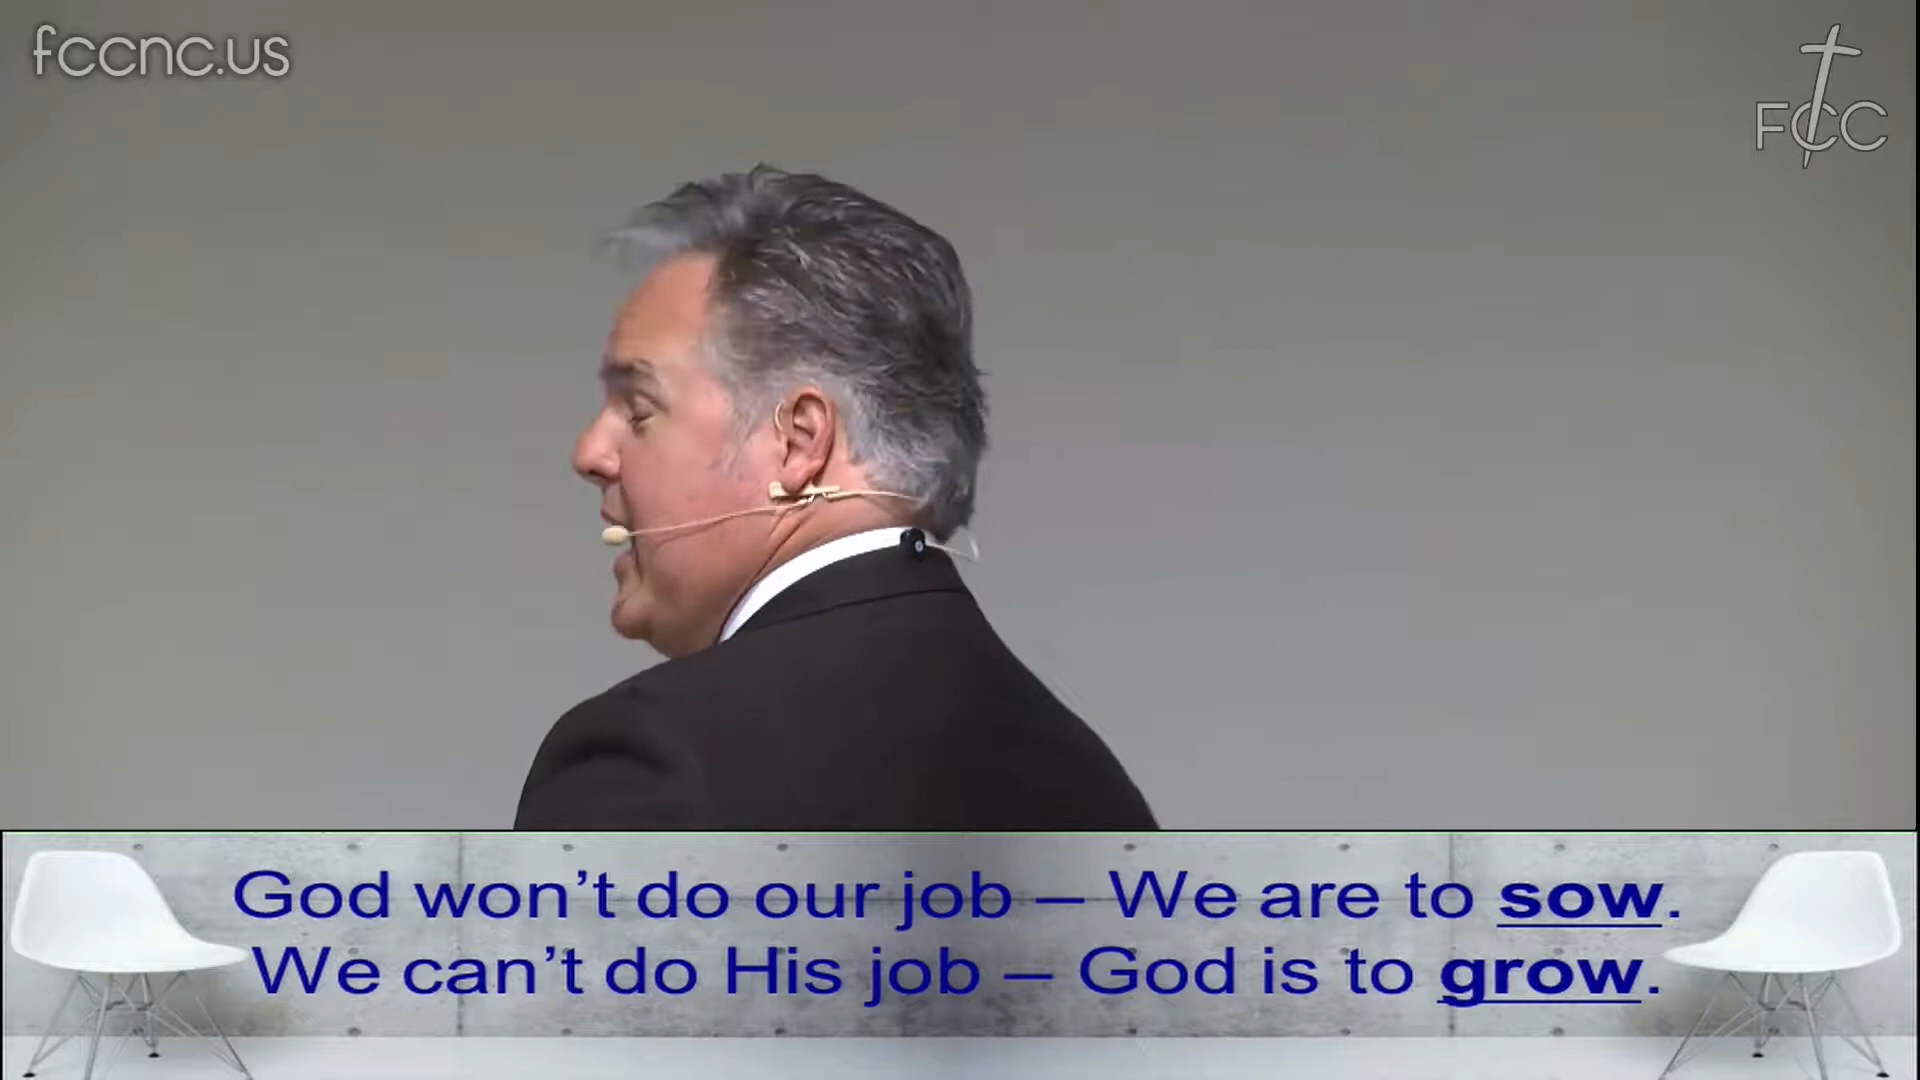 fccnc.us
FCC
God won’t do our job – We are to sow.
We can’t do His job – God is to grow.